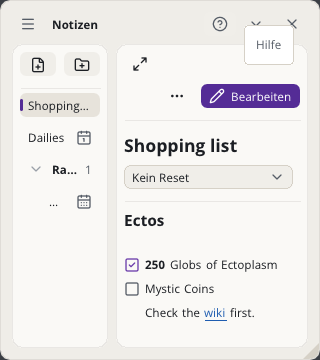 Notizen
Hilfe
Shopping...
Dailies
Ra... 1
...
Bearbeiten
Shopping list
Kein Reset
Ectos
250 Globs of Ectoplasm
Mystic Coins
Check the wiki first.